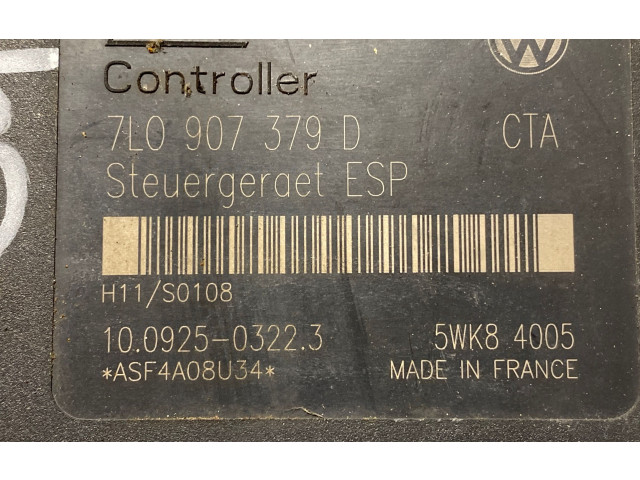 Controller
7L0 907 379 D CTA
Steuergeraet ESP
H11/S0108
10.0925-0322.3 5WK8 4005
*ASF4A08U34* MADE IN FRANCE